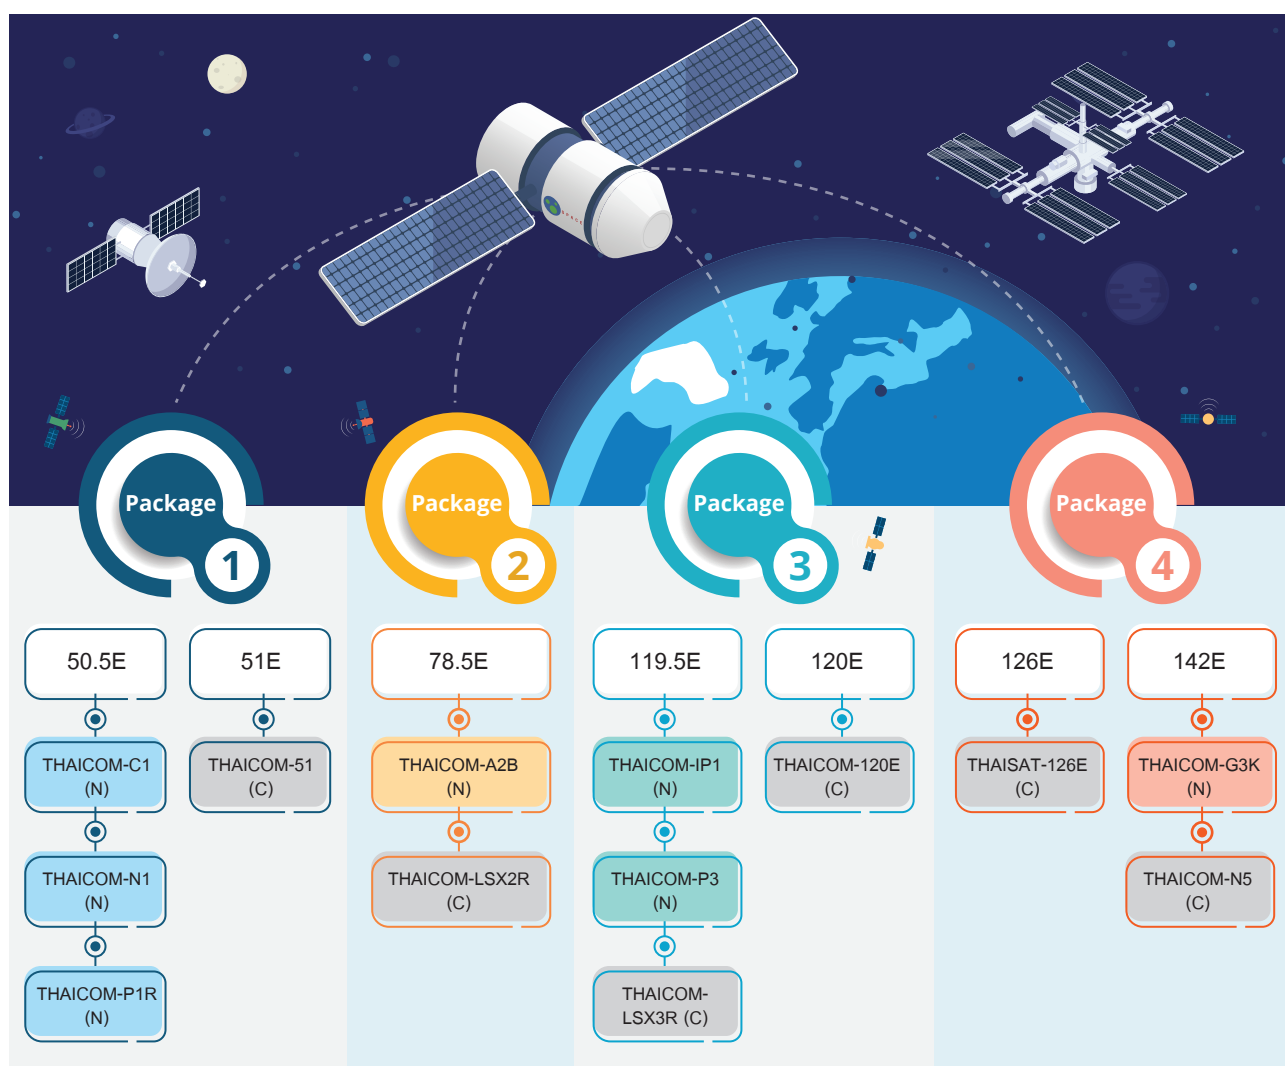 SPACE
Package
1
Package
2
Package
3
Package
4
50.5E
THAICOM-C1
(N)
THAICOM-N1
(N)
THAICOM-P1R
(N)
51E
THAICOM-51
(C)
78.5E
THAICOM-A2B
(N)
THAICOM-LSX2R
(C)
119.5E
THAICOM-IP1
(N)
THAICOM-P3
(N)
THAICOM-
LSX3R (C)
120E
THAICOM-120E
(C)
126E
THAISAT-126E
(C)
142E
THAICOM-G3K
(N)
THAICOM-N5
(C)